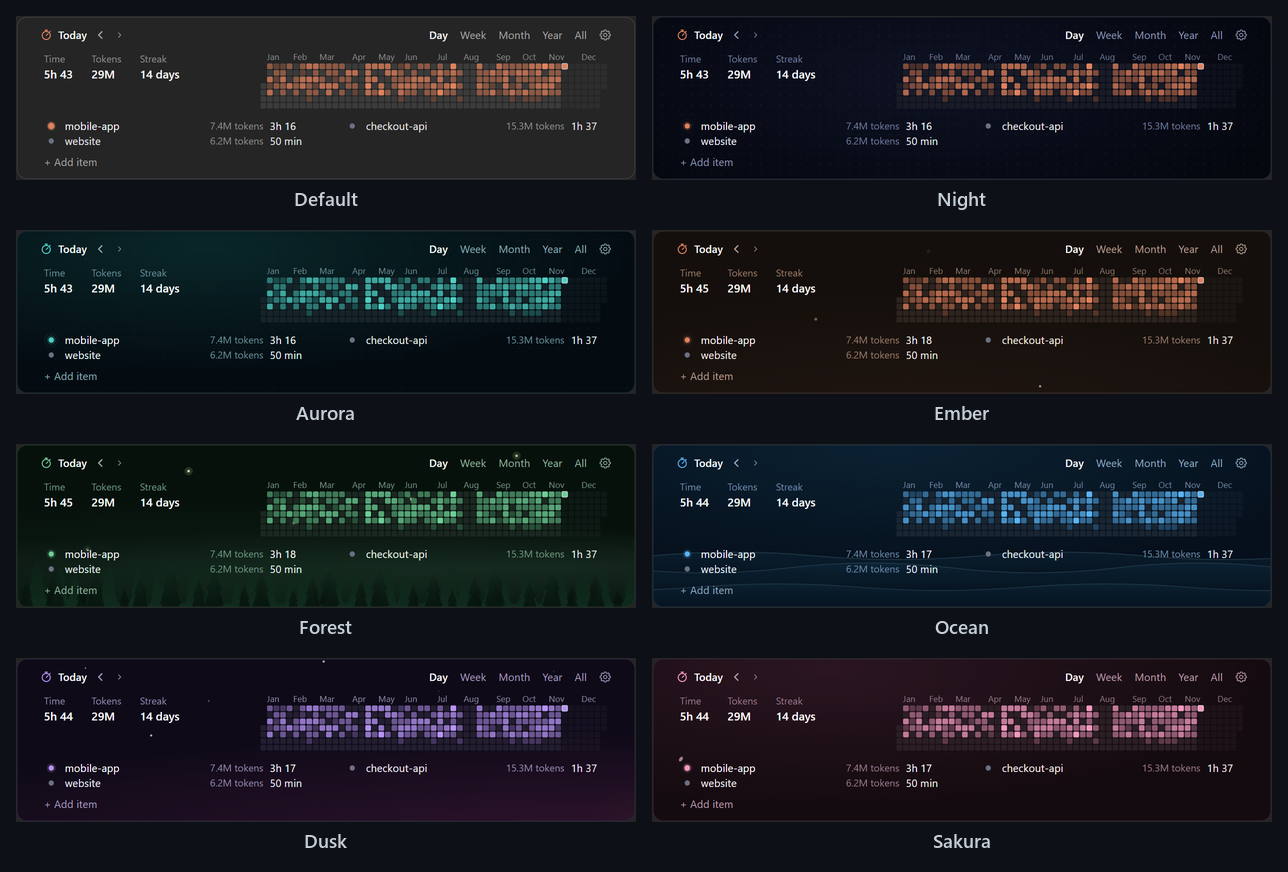 Today < > Day Week Month Year All
Time Tokens Streak
5h 43 29M 14 days
Jan Feb Mar Apr May Jun Jul Aug Sep Oct Nov Dec
mobile-app 7.4M tokens 3h 16 checkout-api 15.3M tokens 1h 37
website 6.2M tokens 50 min
+ Add item
Default
Today < > Day Week Month Year All
Time Tokens Streak
5h 43 29M 14 days
Jan Feb Mar Apr May Jun Jul Aug Sep Oct Nov Dec
mobile-app 7.4M tokens 3h 16 checkout-api 15.3M tokens 1h 37
website 6.2M tokens 50 min
+ Add item
Night
Today < > Day Week Month Year All
Time Tokens Streak
5h 43 29M 14 days
Jan Feb Mar Apr May Jun Jul Aug Sep Oct Nov Dec
mobile-app 7.4M tokens 3h 16 checkout-api 15.3M tokens 1h 37
website 6.2M tokens 50 min
+ Add item
Aurora
Today < > Day Week Month Year All
Time Tokens Streak
5h 45 29M 14 days
Jan Feb Mar Apr May Jun Jul Aug Sep Oct Nov Dec
mobile-app 7.4M tokens 3h 18 checkout-api 15.3M tokens 1h 37
website 6.2M tokens 50 min
+ Add item
Ember
Today < > Day Week Month Year All
Time Tokens Streak
5h 45 29M 14 days
Jan Feb Mar Apr May Jun Jul Aug Sep Oct Nov Dec
mobile-app 7.4M tokens 3h 18 checkout-api 15.3M tokens 1h 37
website 6.2M tokens 50 min
+ Add item
Forest
Today < > Day Week Month Year All
Time Tokens Streak
5h 44 29M 14 days
Jan Feb Mar Apr May Jun Jul Aug Sep Oct Nov Dec
mobile-app 7.4M tokens 3h 17 checkout-api 15.3M tokens 1h 37
website 6.2M tokens 50 min
+ Add item
Ocean
Today < > Day Week Month Year All
Time Tokens Streak
5h 44 29M 14 days
Jan Feb Mar Apr May Jun Jul Aug Sep Oct Nov Dec
mobile-app 7.4M tokens 3h 17 checkout-api 15.3M tokens 1h 37
website 6.2M tokens 50 min
+ Add item
Dusk
Today < > Day Week Month Year All
Time Tokens Streak
5h 44 29M 14 days
Jan Feb Mar Apr May Jun Jul Aug Sep Oct Nov Dec
mobile-app 7.4M tokens 3h 17 checkout-api 15.3M tokens 1h 37
website 6.2M tokens 50 min
+ Add item
Sakura